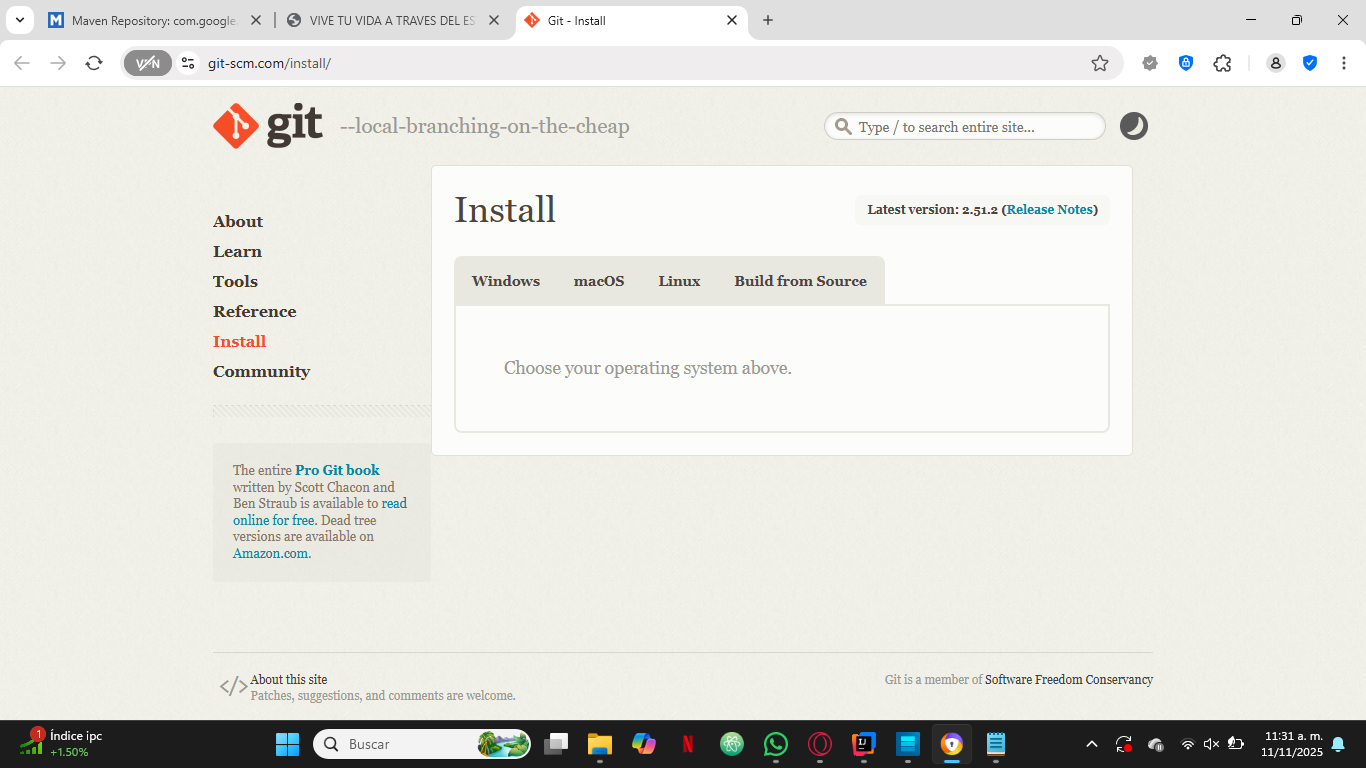 Maven Repository: com.google
VIVE TU VIDA A TRAVES DEL ES
Git - Install
VPN
git-scm.com/install/
git
--local-branching-on-the-cheap
Type / to search entire site...
About
Learn
Tools
Reference
Install
Community
The entire Pro Git book
written by Scott Chacon and
Ben Straub is available to read
online for free. Dead tree
versions are available on
Amazon.com.
Install
Latest version: 2.51.2 (Release Notes)
Windows
macOS
Linux
Build from Source
Choose your operating system above.
</> About this site
Patches, suggestions, and comments are welcome.
Git is a member of Software Freedom Conservancy
1
Índice ipc
+1.50%
Buscar
11:31 a. m.
11/11/2025